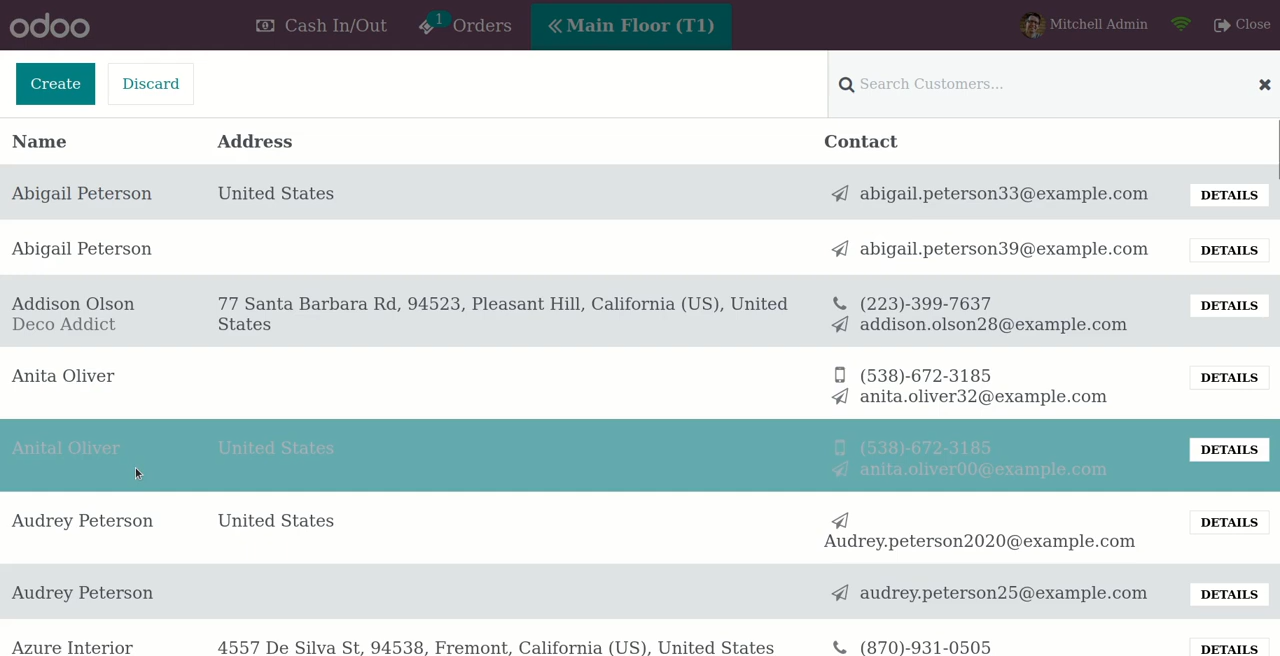 odoo Cash In/Out 1 Orders Main Floor (T1) Mitchell Admin Close
Create Discard Search Customers...
Name Address Contact
Abigail Peterson United States abigail.peterson33@example.com DETAILS
Abigail Peterson abigail.peterson39@example.com DETAILS
Addison Olson 77 Santa Barbara Rd, 94523, Pleasant Hill, California (US), United (223)-399-7637 DETAILS
Deco Addict States addison.olson28@example.com
Anita Oliver (538)-672-3185 DETAILS
anita.oliver32@example.com
Anital Oliver United States (538)-672-3185 DETAILS
anita.oliver00@example.com
Audrey Peterson United States DETAILS
Audrey.peterson2020@example.com
Audrey Peterson audrey.peterson25@example.com DETAILS
Azure Interior 4557 De Silva St, 94538, Fremont, California (US), United States (870)-931-0505 DETAILS